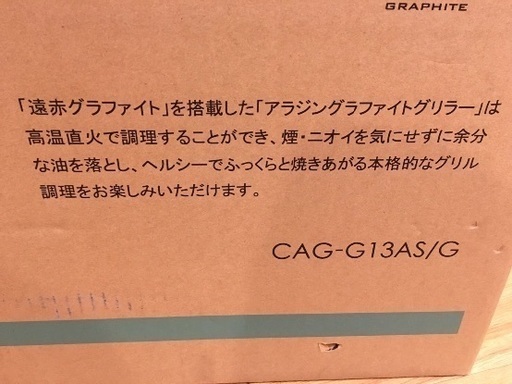 GRAPHITE
「遠赤グラファイト」を搭載した「アラジングラファイトグリラー」は
高温直火で調理することができ、煙・ニオイを気にせずに余分
な油を落とし、ヘルシーでふっくらと焼きあがる本格的なグリル
調理をお楽しみいただけます。
CAG-G13AS/G